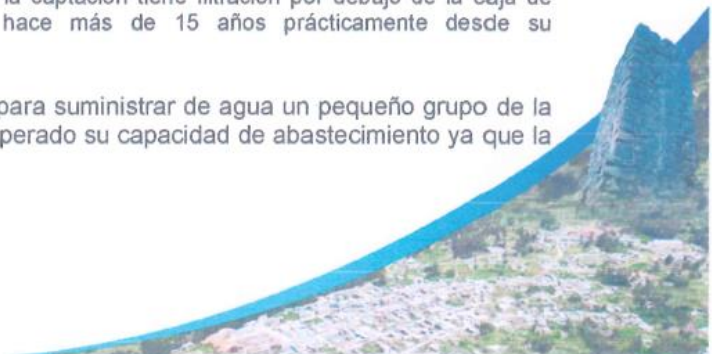 la captación tiene filtración por debajo de la caja de
hace más de 15 años prácticamente desde su
para suministrar de agua un pequeño grupo de la
perado su capacidad de abastecimiento ya que la